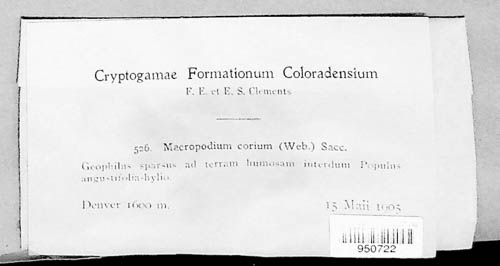 Cryptogamae Formationum Coloradensium
F. E. et E. S. Clements
526. Macropodium corium (Web.) Sacc.
Geophilus sparsus ad terram humosam interdum Populus
angustifolia-hylio.
Denver 1600 m. 15 Maii 1905
950722